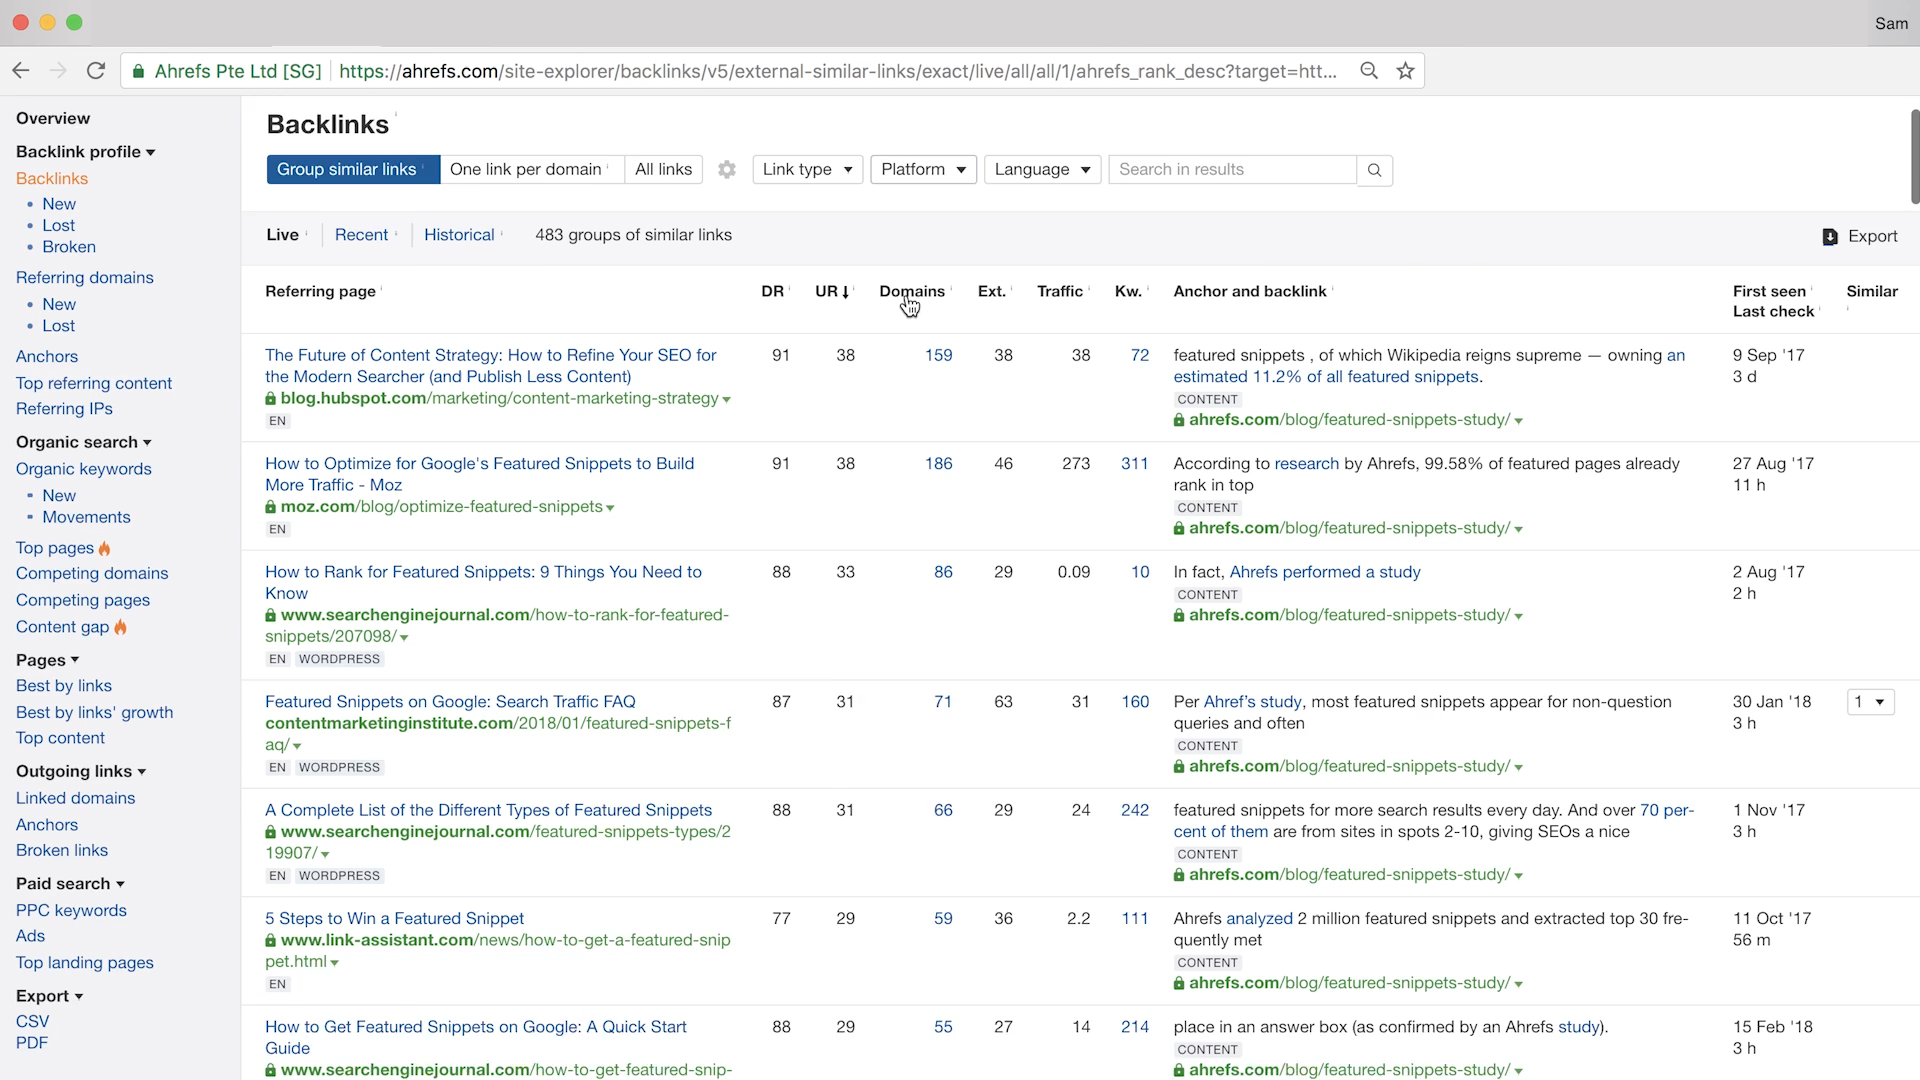 Sam
Ahrefs Pte Ltd [SG] https://ahrefs.com/site-explorer/backlinks/v5/external-similar-links/exact/live/all/all/1/ahrefs_rank_desc?target=htt...
Overview
Backlink profile
Backlinks
New
Lost
Broken
Referring domains
New
Lost
Anchors
Top referring content
Referring IPs
Organic search
Organic keywords
New
Movements
Top pages
Competing domains
Competing pages
Content gap
Pages
Best by links
Best by links' growth
Top content
Outgoing links
Linked domains
Anchors
Broken links
Paid search
PPC keywords
Ads
Top landing pages
Export
CSV
PDF
Backlinks
Group similar links One link per domain All links Link type Platform Language Search in results
Live Recent Historical 483 groups of similar links Export
Referring page DR UR↓ Domains Ext. Traffic Kw. Anchor and backlink First seen Similar
Last check
The Future of Content Strategy: How to Refine Your SEO for 91 38 159 38 38 72 featured snippets , of which Wikipedia reigns supreme — owning an 9 Sep '17
the Modern Searcher (and Publish Less Content) estimated 11.2% of all featured snippets. 3 d
blog.hubspot.com/marketing/content-marketing-strategy CONTENT
EN ahrefs.com/blog/featured-snippets-study/
How to Optimize for Google's Featured Snippets to Build 91 38 186 46 273 311 According to research by Ahrefs, 99.58% of featured pages already 27 Aug '17
More Traffic - Moz rank in top 11 h
moz.com/blog/optimize-featured-snippets CONTENT
EN ahrefs.com/blog/featured-snippets-study/
How to Rank for Featured Snippets: 9 Things You Need to 88 33 86 29 0.09 10 In fact, Ahrefs performed a study 2 Aug '17
Know CONTENT 2 h
www.searchenginejournal.com/how-to-rank-for-featured- ahrefs.com/blog/featured-snippets-study/
snippets/207098/
EN WORDPRESS
Featured Snippets on Google: Search Traffic FAQ 87 31 71 63 31 160 Per Ahref's study, most featured snippets appear for non-question 30 Jan '18 1
contentmarketinginstitute.com/2018/01/featured-snippets-f queries and often 3 h
aq/ CONTENT
EN WORDPRESS ahrefs.com/blog/featured-snippets-study/
A Complete List of the Different Types of Featured Snippets 88 31 66 29 24 242 featured snippets for more search results every day. And over 70 per- 1 Nov '17
www.searchenginejournal.com/featured-snippets-types/2 cent of them are from sites in spots 2-10, giving SEOs a nice 3 h
19907/ CONTENT
EN WORDPRESS ahrefs.com/blog/featured-snippets-study/
5 Steps to Win a Featured Snippet 77 29 59 36 2.2 111 Ahrefs analyzed 2 million featured snippets and extracted top 30 fre- 11 Oct '17
www.link-assistant.com/news/how-to-get-a-featured-snip quently met 56 m
pet.html CONTENT
EN ahrefs.com/blog/featured-snippets-study/
How to Get Featured Snippets on Google: A Quick Start 88 29 55 27 14 214 place in an answer box (as confirmed by an Ahrefs study). 15 Feb '18
Guide CONTENT 3 h
www.searchenginejournal.com/how-to-get-featured-snip- ahrefs.com/blog/featured-snippets-study/